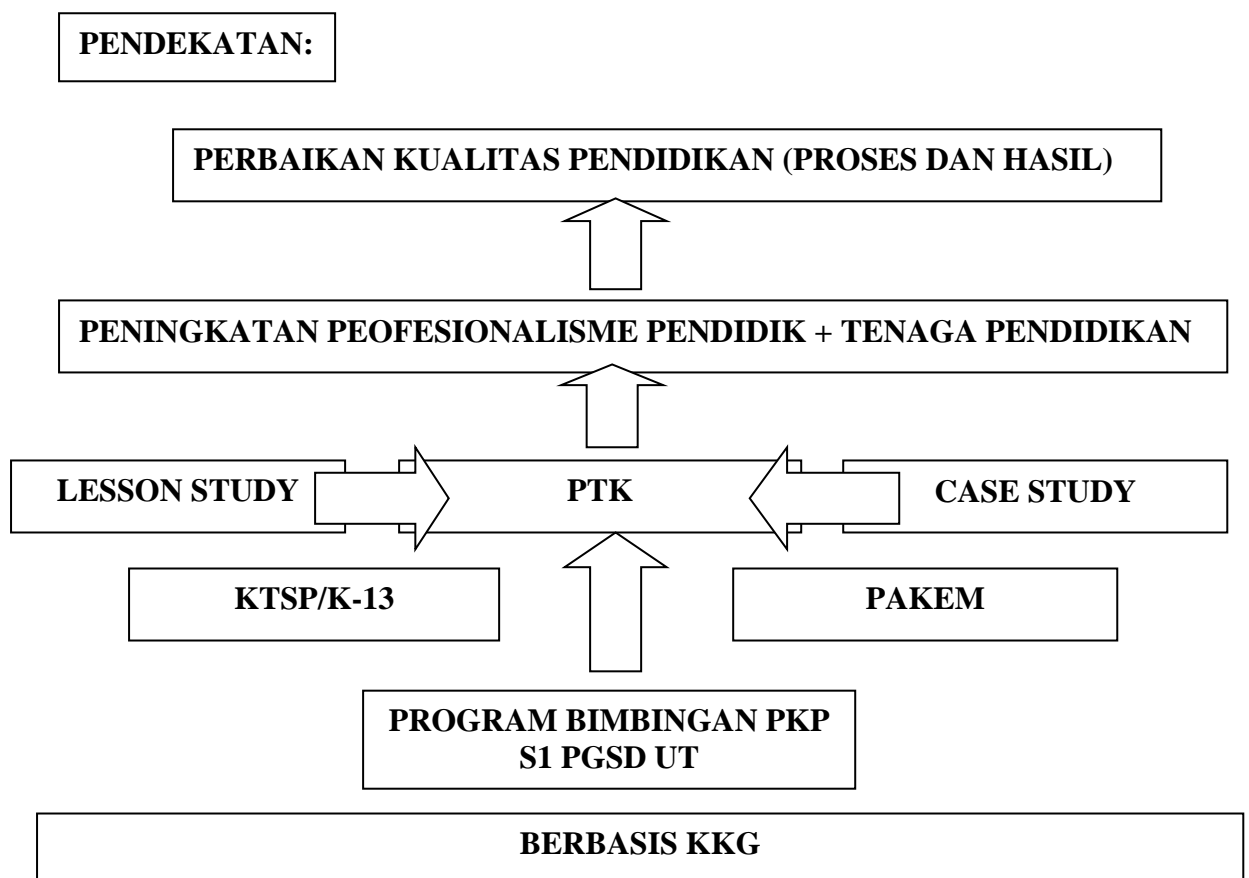 PENDEKATAN:
PERBAIKAN KUALITAS PENDIDIKAN (PROSES DAN HASIL)
PENINGKATAN PEOFESIONALISME PENDIDIK + TENAGA PENDIDIKAN
LESSON STUDY
PTK
CASE STUDY
KTSP/K-13
PAKEM
PROGRAM BIMBINGAN PKP
S1 PGSD UT
BERBASIS KKG